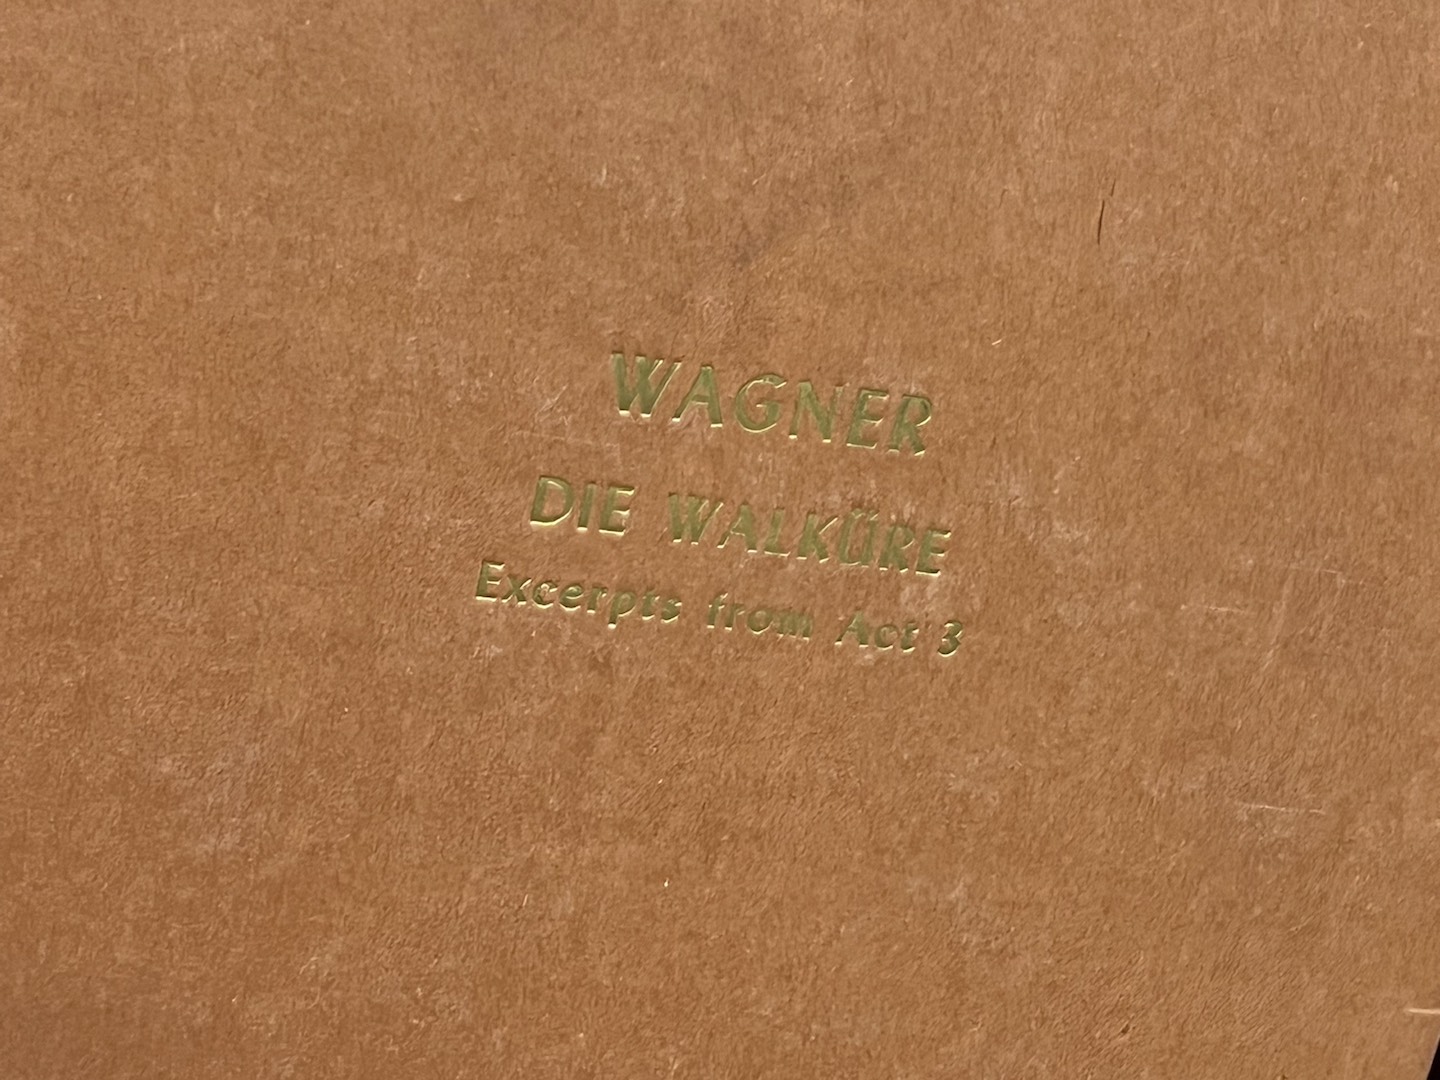 WAGNER
DIE WALKÜRE
Excerpts from Act 3